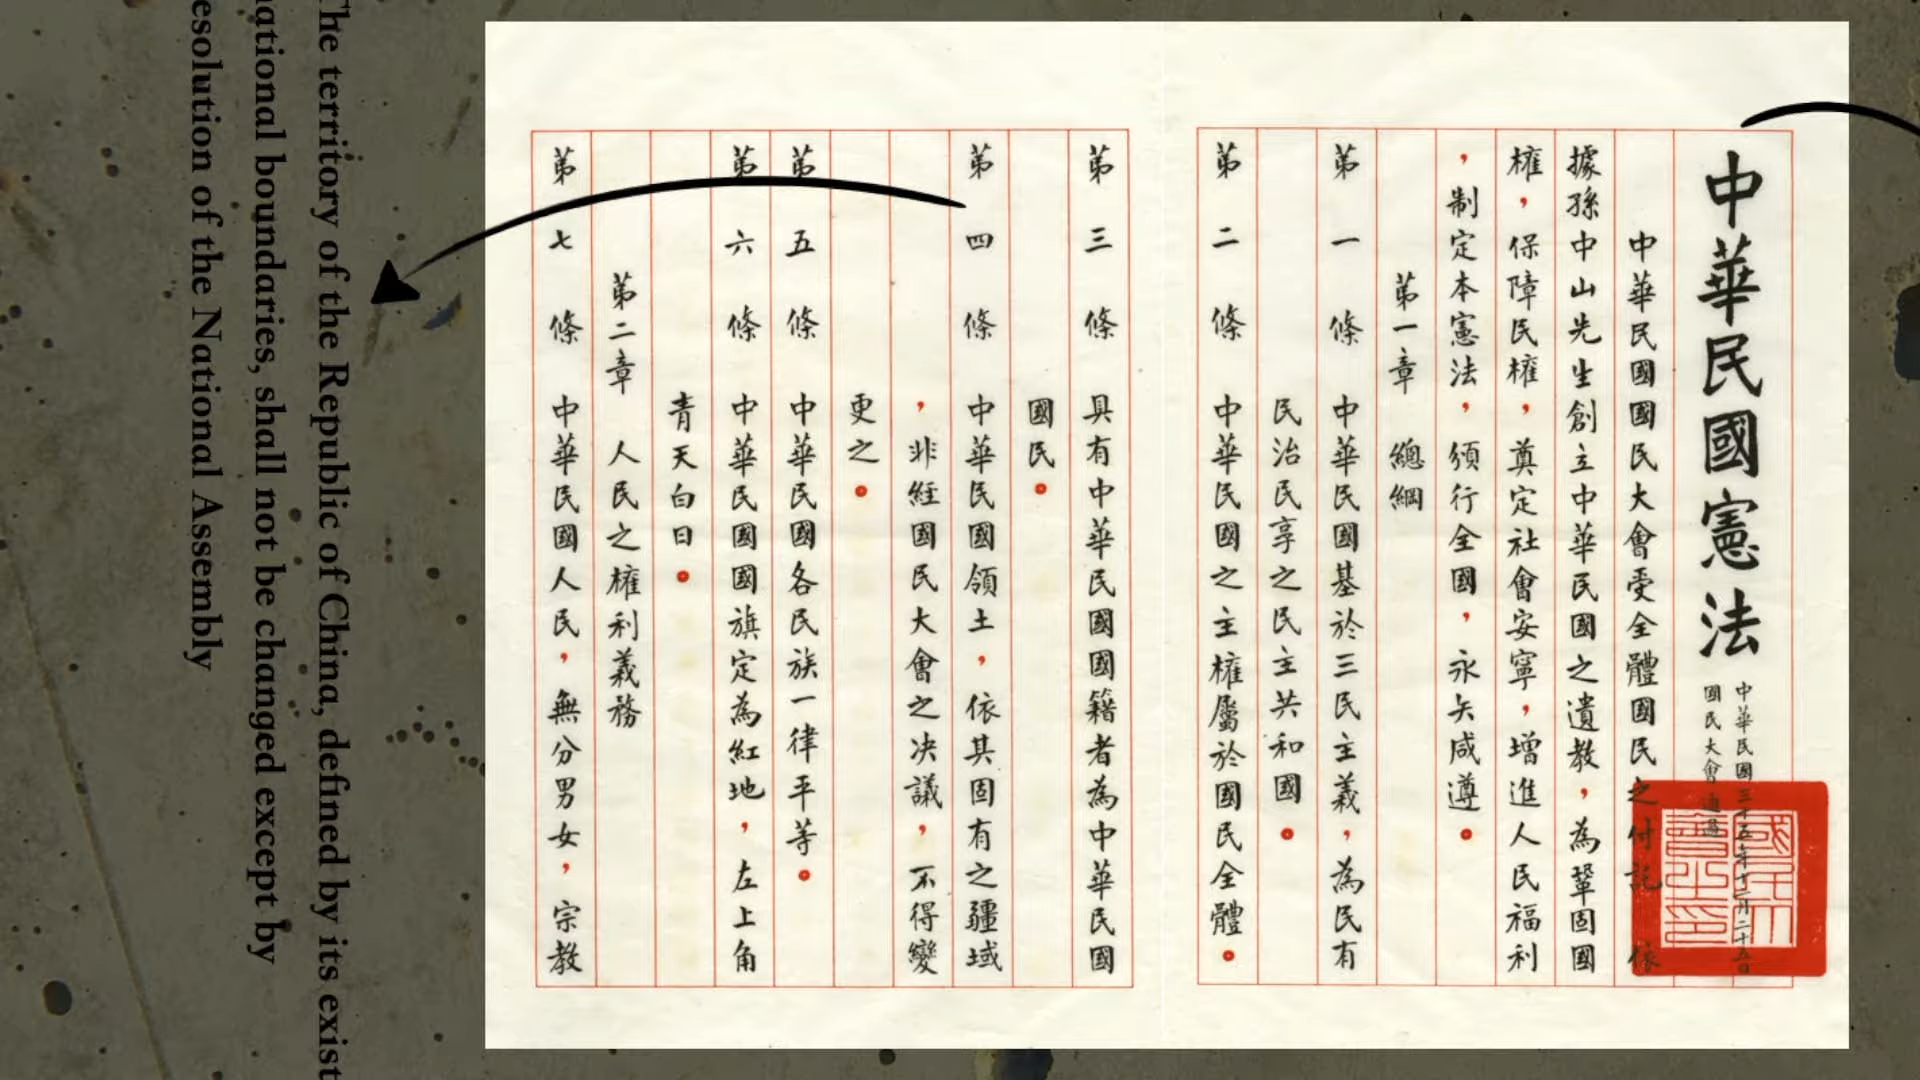 中華民國憲法
中華民國三十五年十二月二十五日
國民大會通過
中華民國國民大會受全體國民之付託依
據孫中山先生創立中華民國之遺教，為鞏固國
權，保障民權，奠定社會安寧，增進人民福利
，制定本憲法，頒行全國，永矢咸遵。
第一章 總綱
第一條 中華民國基於三民主義，為民有
民治民享之民主共和國。
第二條 中華民國之主權屬於國民全體。
第三條 具有中華民國國籍者為中華民國
國民。
第四條 中華民國領土，依其固有之疆域
，非經國民大會之决議，不得變
更之。
第五條 中華民國各民族一律平等。
第六條 中華民國國旗定為紅地，左上角
青天白日。
第二章 人民之權利義務
第七條 中華民國人民，無分男女，宗教
國民大會之印
The territory of the Republic of China, defined by its exist
national boundaries, shall not be changed except by
resolution of the National Assembly